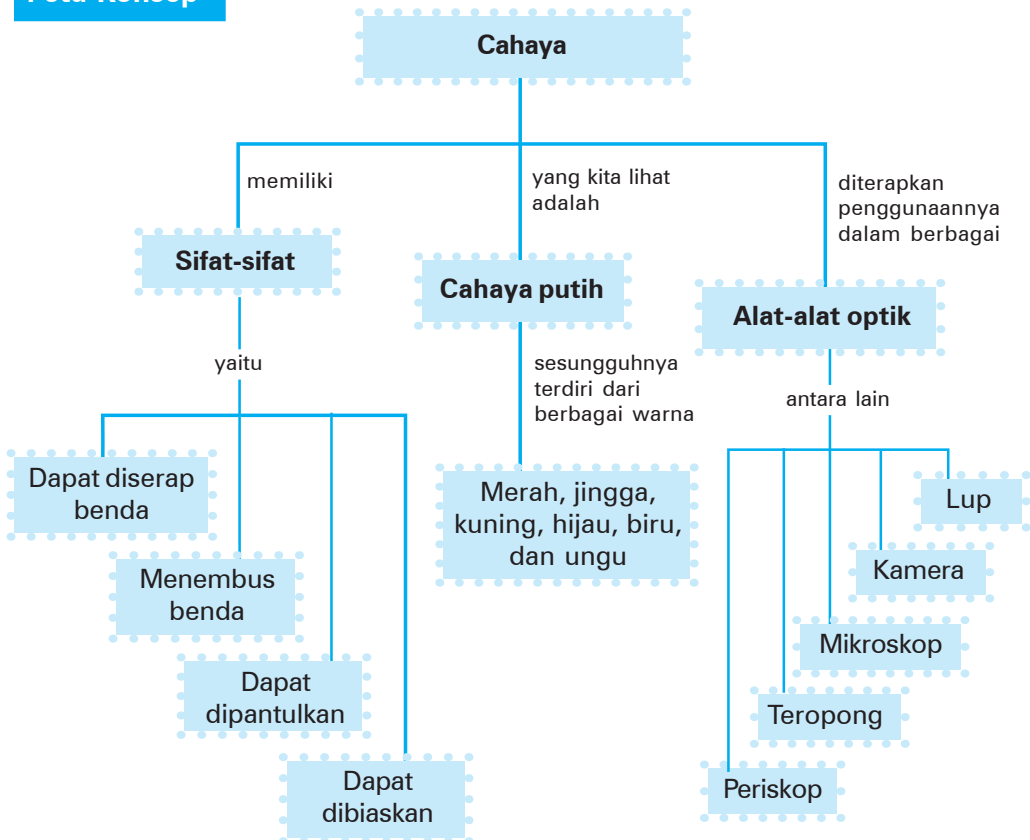 Peta Konsep
Cahaya
memiliki
yang kita lihat
adalah
diterapkan
penggunaannya
dalam berbagai
Sifat-sifat
Cahaya putih
Alat-alat optik
yaitu
sesungguhnya
terdiri dari
berbagai warna
antara lain
Dapat diserap
benda
Menembus
benda
Dapat
dipantulkan
Dapat
dibiaskan
Merah, jingga,
kuning, hijau, biru,
dan ungu
Lup
Kamera
Mikroskop
Teropong
Periskop